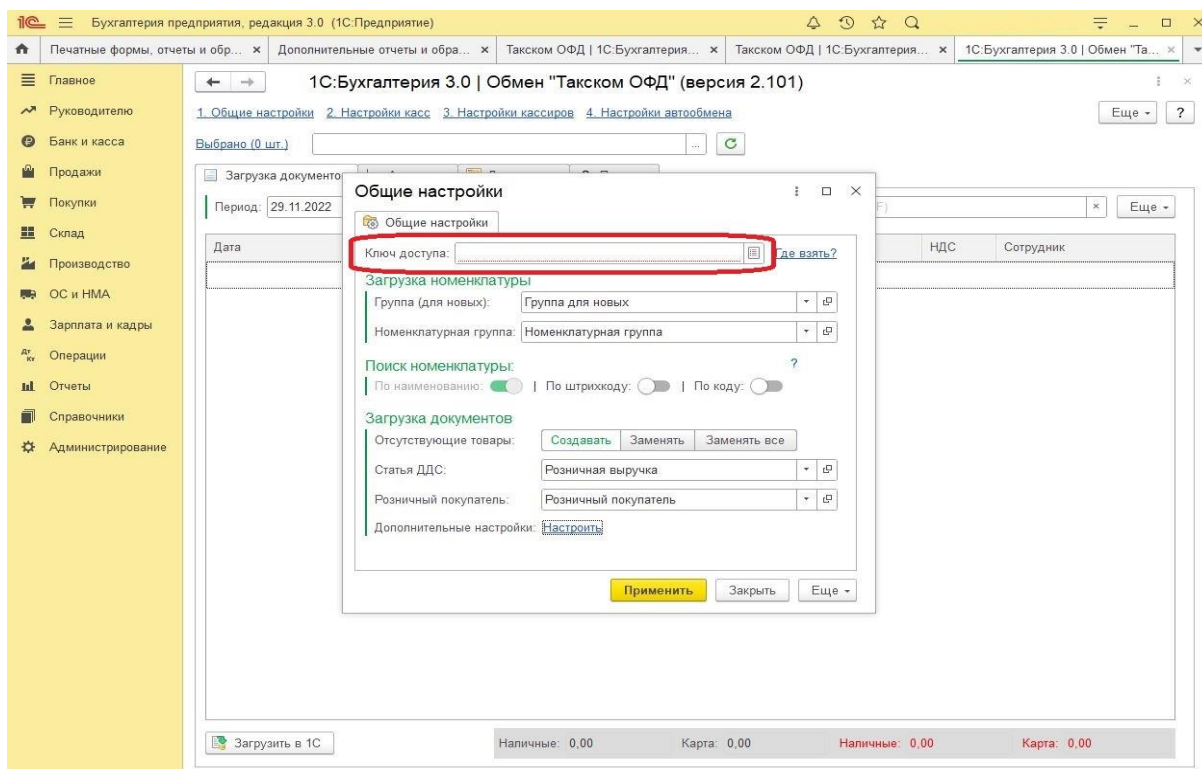 1С Бухгалтерия предприятия, редакция 3.0 (1С:Предприятие)
Печатные формы, отчеты и обр... Дополнительные отчеты и обра... Такском ОФД | 1С:Бухгалтерия... Такском ОФД | 1С:Бухгалтерия... 1С:Бухгалтерия 3.0 | Обмен "Та...
Главное
Руководителю
Банк и касса
Продажи
Покупки
Склад
Производство
ОС и НМА
Зарплата и кадры
Операции
Отчеты
Справочники
Администрирование
1С:Бухгалтерия 3.0 | Обмен "Такском ОФД" (версия 2.101)
1. Общие настройки 2. Настройки касс 3. Настройки кассиров 4. Настройки автообмена Еще ?
Выбрано (0 шт.) ...
Загрузка документо
Период: 29.11.2022 F) Еще
Дата НДС Сотрудник
Общие настройки
Общие настройки
Ключ доступа: Где взять?
Загрузка номенклатуры
Группа (для новых): Группа для новых
Номенклатурная группа: Номенклатурная группа
Поиск номенклатуры: ?
По наименованию: | По штрихкоду: | По коду:
Загрузка документов
Отсутствующие товары: Создавать Заменять Заменять все
Статья ДДС: Розничная выручка
Розничный покупатель: Розничный покупатель
Дополнительные настройки: Настроить
Применить Закрыть Еще
Загрузить в 1С Наличные: 0,00 Карта: 0,00 Наличные: 0,00 Карта: 0,00